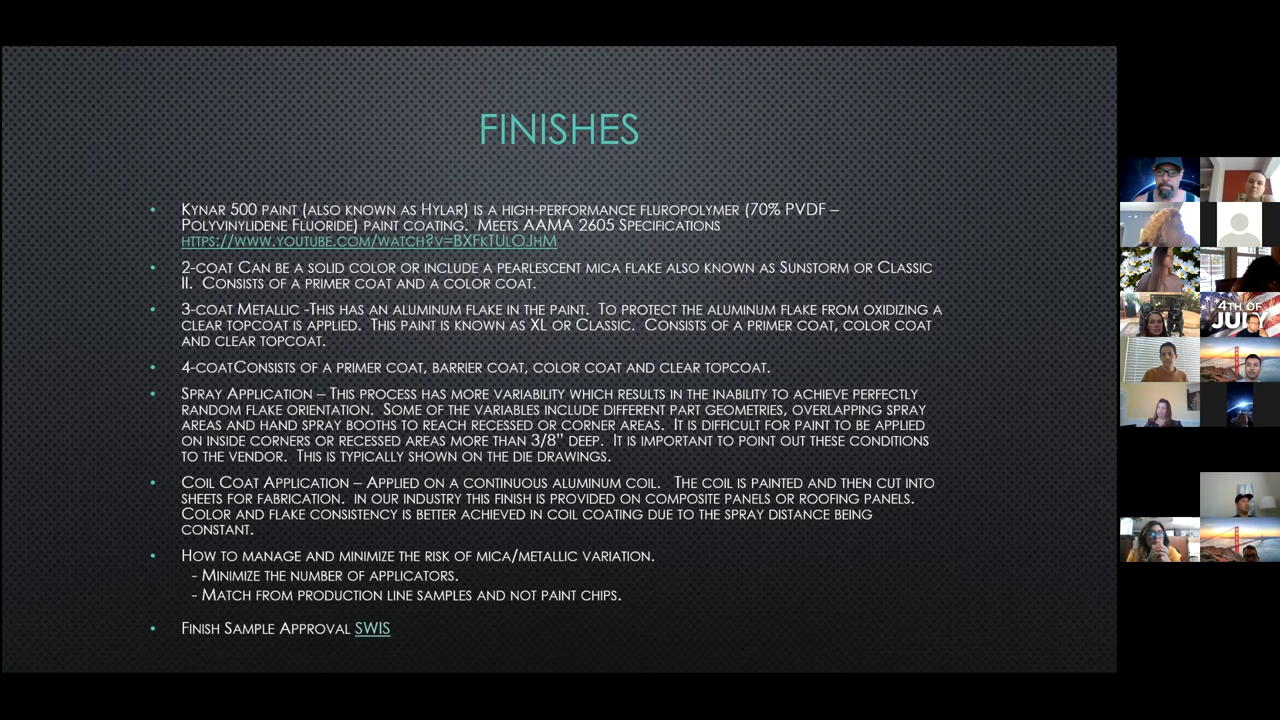 FINISHES
• KYNAR 500 PAINT (ALSO KNOWN AS HYLAR) IS A HIGH-PERFORMANCE FLUROPOLYMER (70% PVDF –
POLYVINYLIDENE FLUORIDE) PAINT COATING.  MEETS AAMA 2605 SPECIFICATIONS
HTTPS://WWW.YOUTUBE.COM/WATCH?V=BXFKTULOJHM
• 2-COAT CAN BE A SOLID COLOR OR INCLUDE A PEARLESCENT MICA FLAKE ALSO KNOWN AS SUNSTORM OR CLASSIC
II.  CONSISTS OF A PRIMER COAT AND A COLOR COAT.
• 3-COAT METALLIC -THIS HAS AN ALUMINUM FLAKE IN THE PAINT.  TO PROTECT THE ALUMINUM FLAKE FROM OXIDIZING A
CLEAR TOPCOAT IS APPLIED.  THIS PAINT IS KNOWN AS XL OR CLASSIC.  CONSISTS OF A PRIMER COAT, COLOR COAT
AND CLEAR TOPCOAT.
• 4-COATCONSISTS OF A PRIMER COAT, BARRIER COAT, COLOR COAT AND CLEAR TOPCOAT.
• SPRAY APPLICATION – THIS PROCESS HAS MORE VARIABILITY WHICH RESULTS IN THE INABILITY TO ACHIEVE PERFECTLY
RANDOM FLAKE ORIENTATION.  SOME OF THE VARIABLES INCLUDE DIFFERENT PART GEOMETRIES, OVERLAPPING SPRAY
AREAS AND HAND SPRAY BOOTHS TO REACH RECESSED OR CORNER AREAS.  IT IS DIFFICULT FOR PAINT TO BE APPLIED
ON INSIDE CORNERS OR RECESSED AREAS MORE THAN 3/8” DEEP.  IT IS IMPORTANT TO POINT OUT THESE CONDITIONS
TO THE VENDOR.  THIS IS TYPICALLY SHOWN ON THE DIE DRAWINGS.
• COIL COAT APPLICATION – APPLIED ON A CONTINUOUS ALUMINUM COIL.   THE COIL IS PAINTED AND THEN CUT INTO
SHEETS FOR FABRICATION.  IN OUR INDUSTRY THIS FINISH IS PROVIDED ON COMPOSITE PANELS OR ROOFING PANELS.
COLOR AND FLAKE CONSISTENCY IS BETTER ACHIEVED IN COIL COATING DUE TO THE SPRAY DISTANCE BEING
CONSTANT.
• HOW TO MANAGE AND MINIMIZE THE RISK OF MICA/METALLIC VARIATION.
- MINIMIZE THE NUMBER OF APPLICATORS.
- MATCH FROM PRODUCTION LINE SAMPLES AND NOT PAINT CHIPS.
• FINISH SAMPLE APPROVAL SWIS
4TH OF
JULY